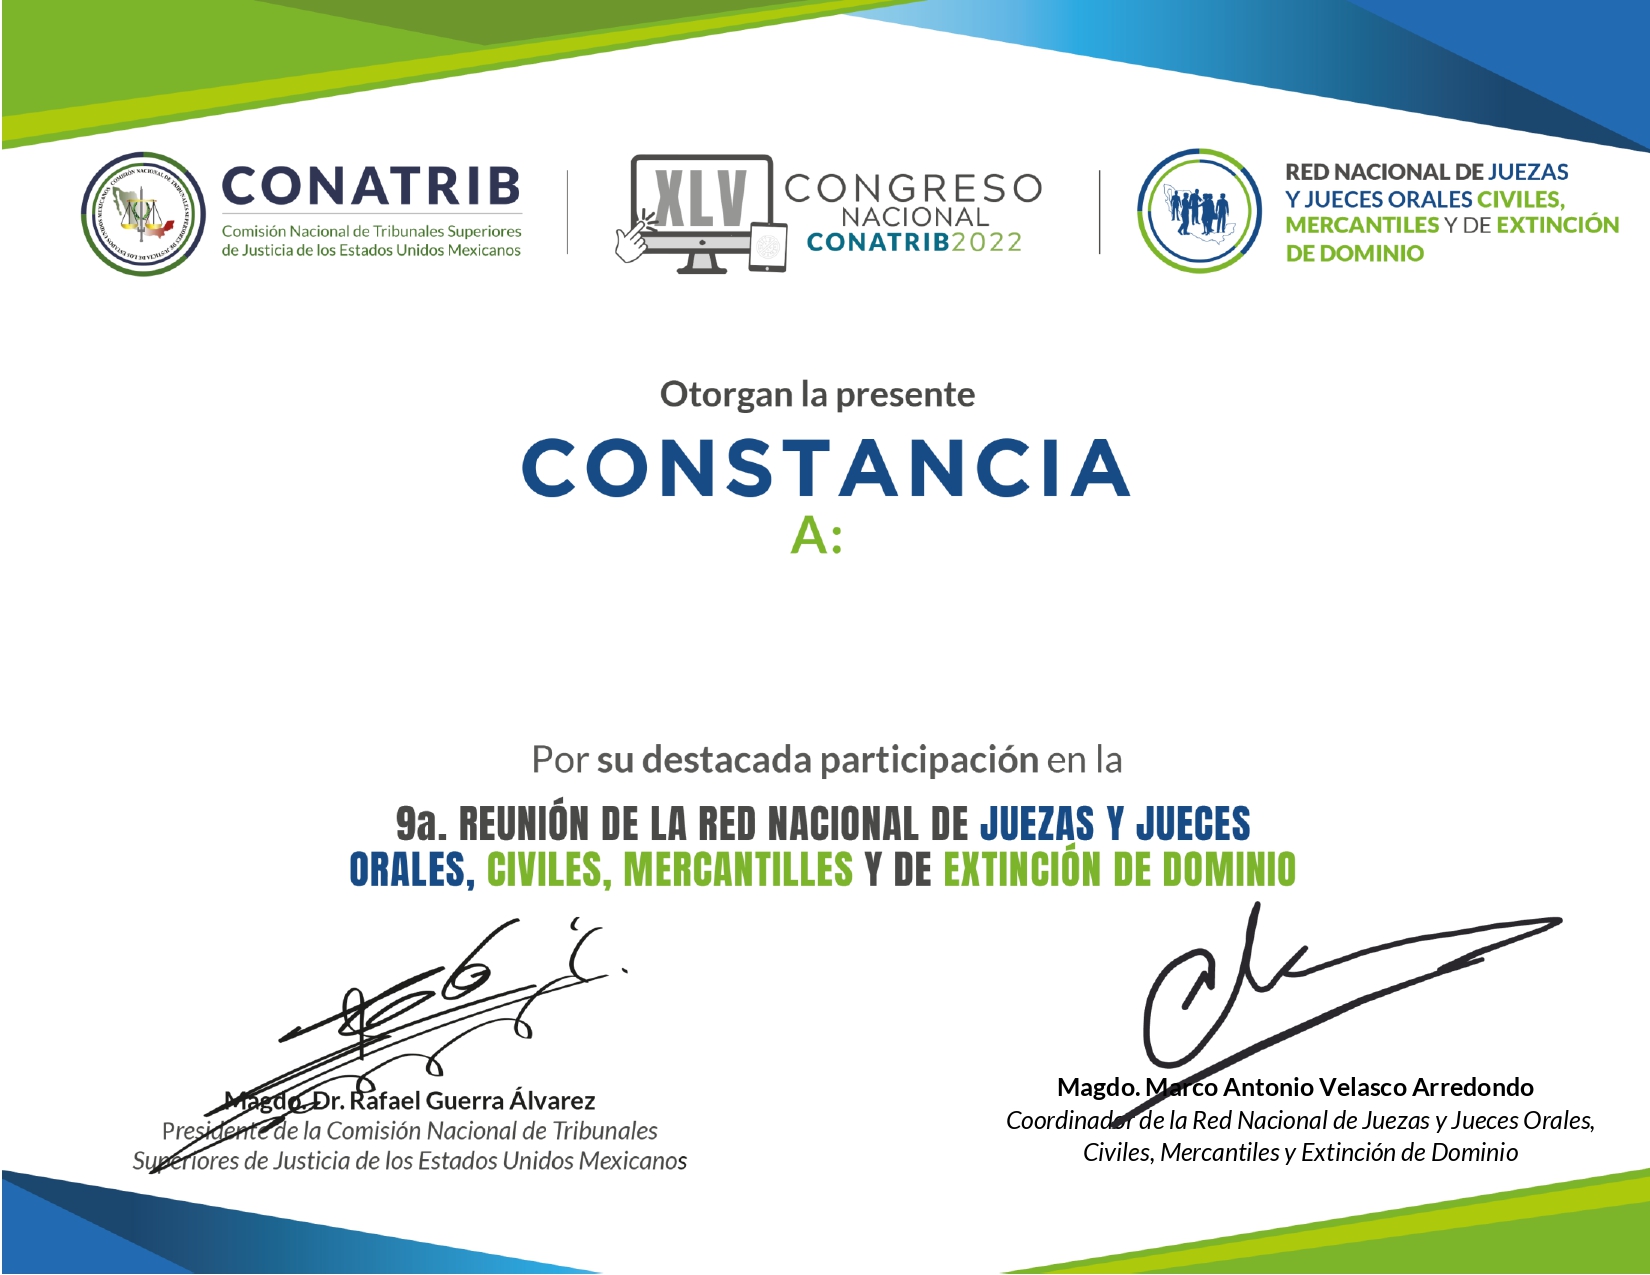 CONATRIB
Comisión Nacional de Tribunales Superiores
de Justicia de los Estados Unidos Mexicanos
XLV
CONGRESO
NACIONAL
CONATRIB2022
RED NACIONAL DE JUEZAS
Y JUECES ORALES CIVILES,
MERCANTILES Y DE EXTINCIÓN
DE DOMINIO
Otorgan la presente
CONSTANCIA
A:
Por su destacada participación en la
9a. REUNIÓN DE LA RED NACIONAL DE JUEZAS Y JUECES
ORALES, CIVILES, MERCANTILLES Y DE EXTINCIÓN DE DOMINIO
Magdo. Dr. Rafael Guerra Álvarez
Presidente de la Comisión Nacional de Tribunales
Superiores de Justicia de los Estados Unidos Mexicanos
Magdo. Marco Antonio Velasco Arredondo
Coordinador de la Red Nacional de Juezas y Jueces Orales,
Civiles, Mercantiles y Extinción de Dominio